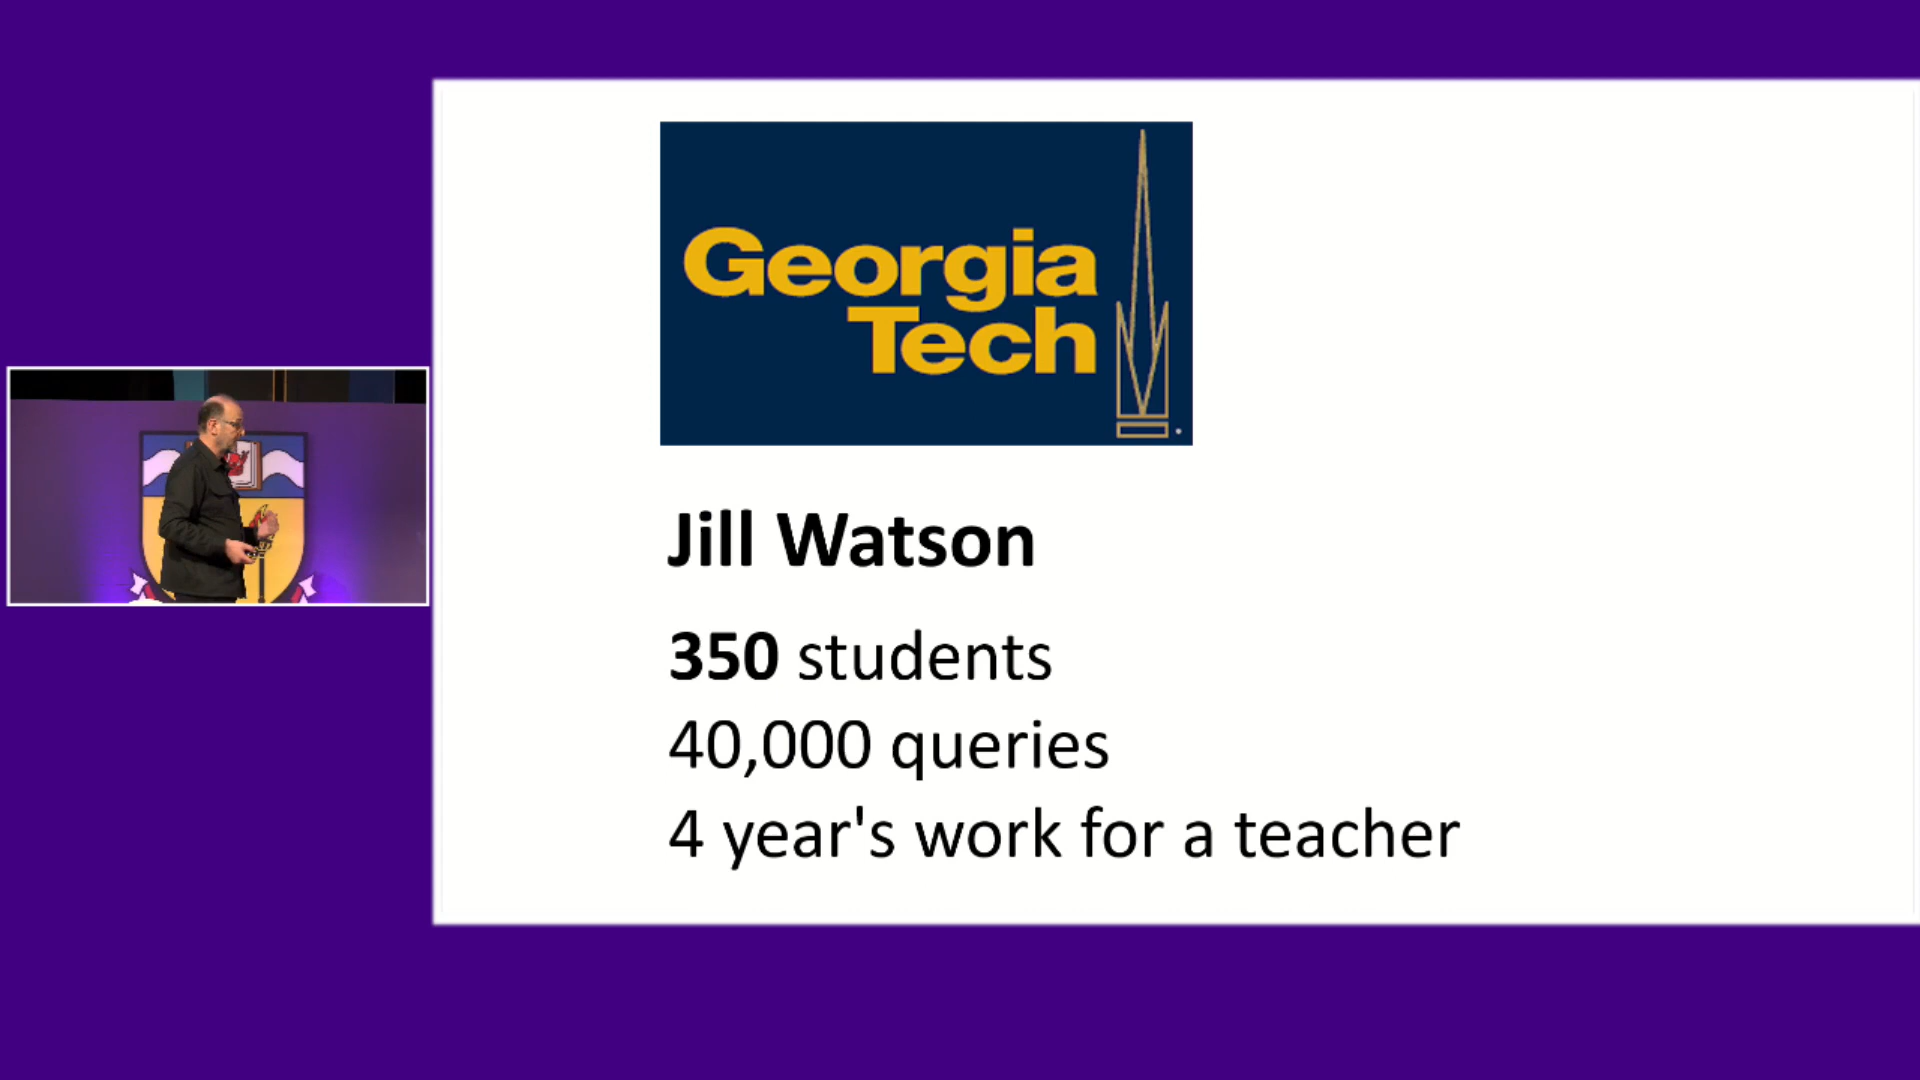 Georgia
Tech
Jill Watson
350 students
40,000 queries
4 year's work for a teacher